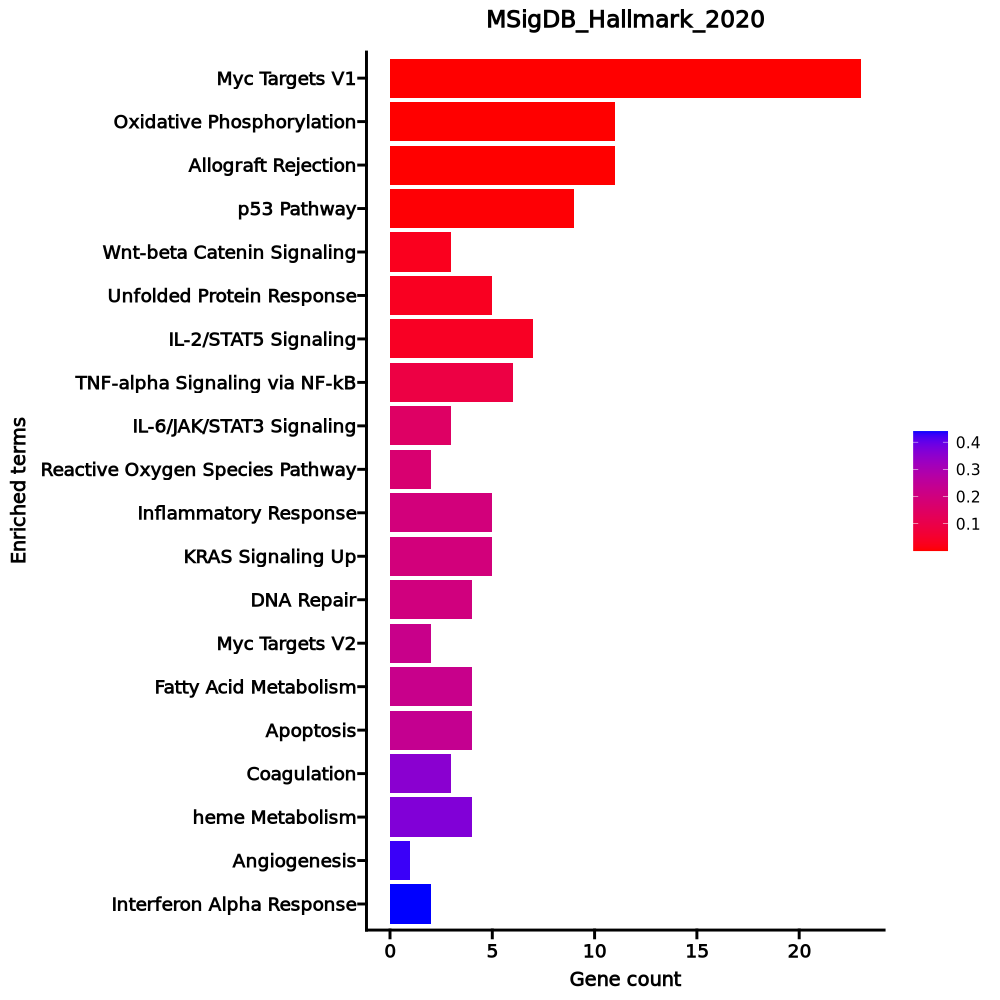 MSigDB_Hallmark_2020
Myc Targets V1
Oxidative Phosphorylation
Allograft Rejection
p53 Pathway
Wnt-beta Catenin Signaling
Unfolded Protein Response
IL-2/STAT5 Signaling
TNF-alpha Signaling via NF-kB
IL-6/JAK/STAT3 Signaling
Reactive Oxygen Species Pathway
Inflammatory Response
KRAS Signaling Up
DNA Repair
Myc Targets V2
Fatty Acid Metabolism
Apoptosis
Coagulation
heme Metabolism
Angiogenesis
Interferon Alpha Response
Enriched terms
0 5 10 15 20
Gene count
0.4
0.3
0.2
0.1